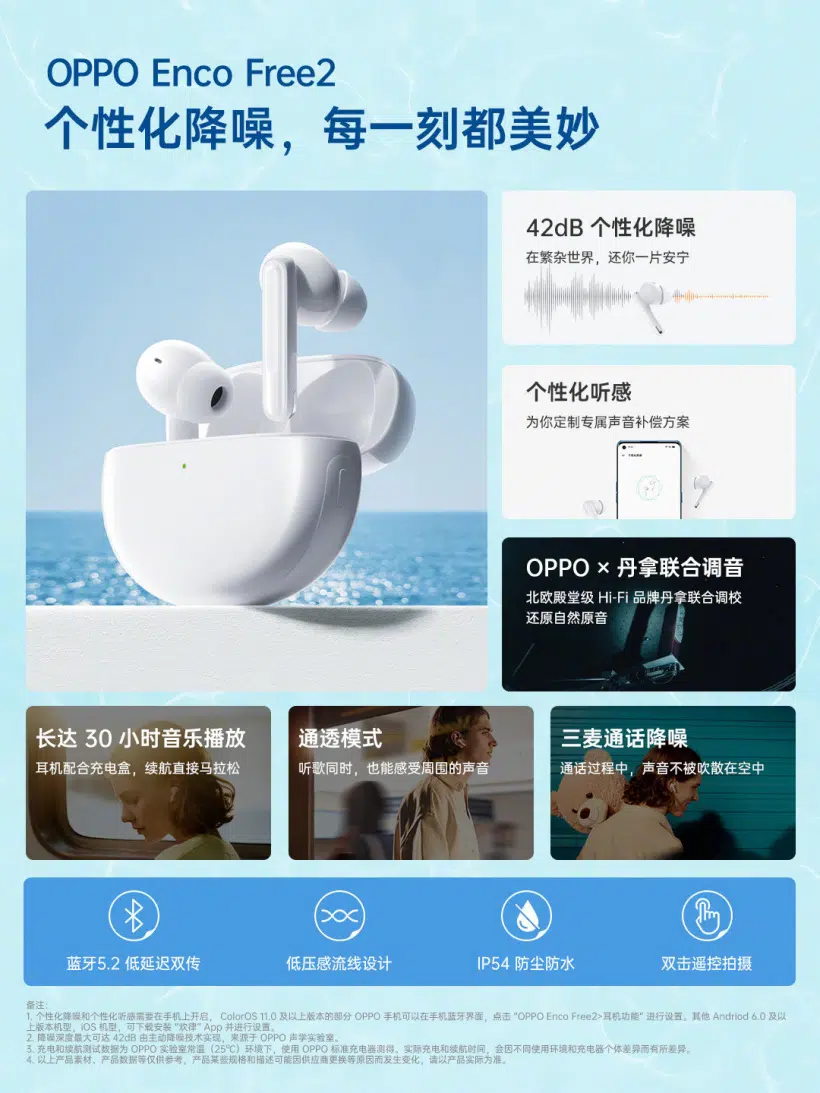 OPPO Enco Free2
个性化降噪，每一刻都美妙
42dB 个性化降噪
在繁杂世界，还你一片安宁
个性化听感
为你定制专属声音补偿方案
OPPO × 丹拿联合调音
北欧殿堂级 Hi-Fi 品牌丹拿联合调校
还原自然原音
长达 30 小时音乐播放
耳机配合充电盒，续航直接马拉松
通透模式
听歌同时，也能感受周围的声音
三麦通话降噪
通话过程中，声音不被吹散在空中
蓝牙5.2 低延迟双传
低压感流线设计
IP54 防尘防水
双击遥控拍摄
备注：
1. 个性化降噪和个性化听感需要在手机上开启， ColorOS 11.0 及以上版本的部分 OPPO 手机可以在手机蓝牙界面，点击 “OPPO Enco Free2>耳机功能” 进行设置，其他 Andriod 6.0 及以
上版本机型，iOS 机型，可下载安装 “欢律” App 并进行设置。
2. 降噪深度最大可达 42dB 由主动降噪技术实现，来源于 OPPO 声学实验室。
3. 充电和续航测试数据为 OPPO 实验室常温（25℃）环境下，使用 OPPO 标准充电器测得。实际充电和续航时间，会因不同使用环境和充电器个体差异而有所差异。
4. 以上产品素材、产品数据等仅供参考，产品某些规格和描述可能因供应商更换等原因而发生变化，请以产品实际为准。